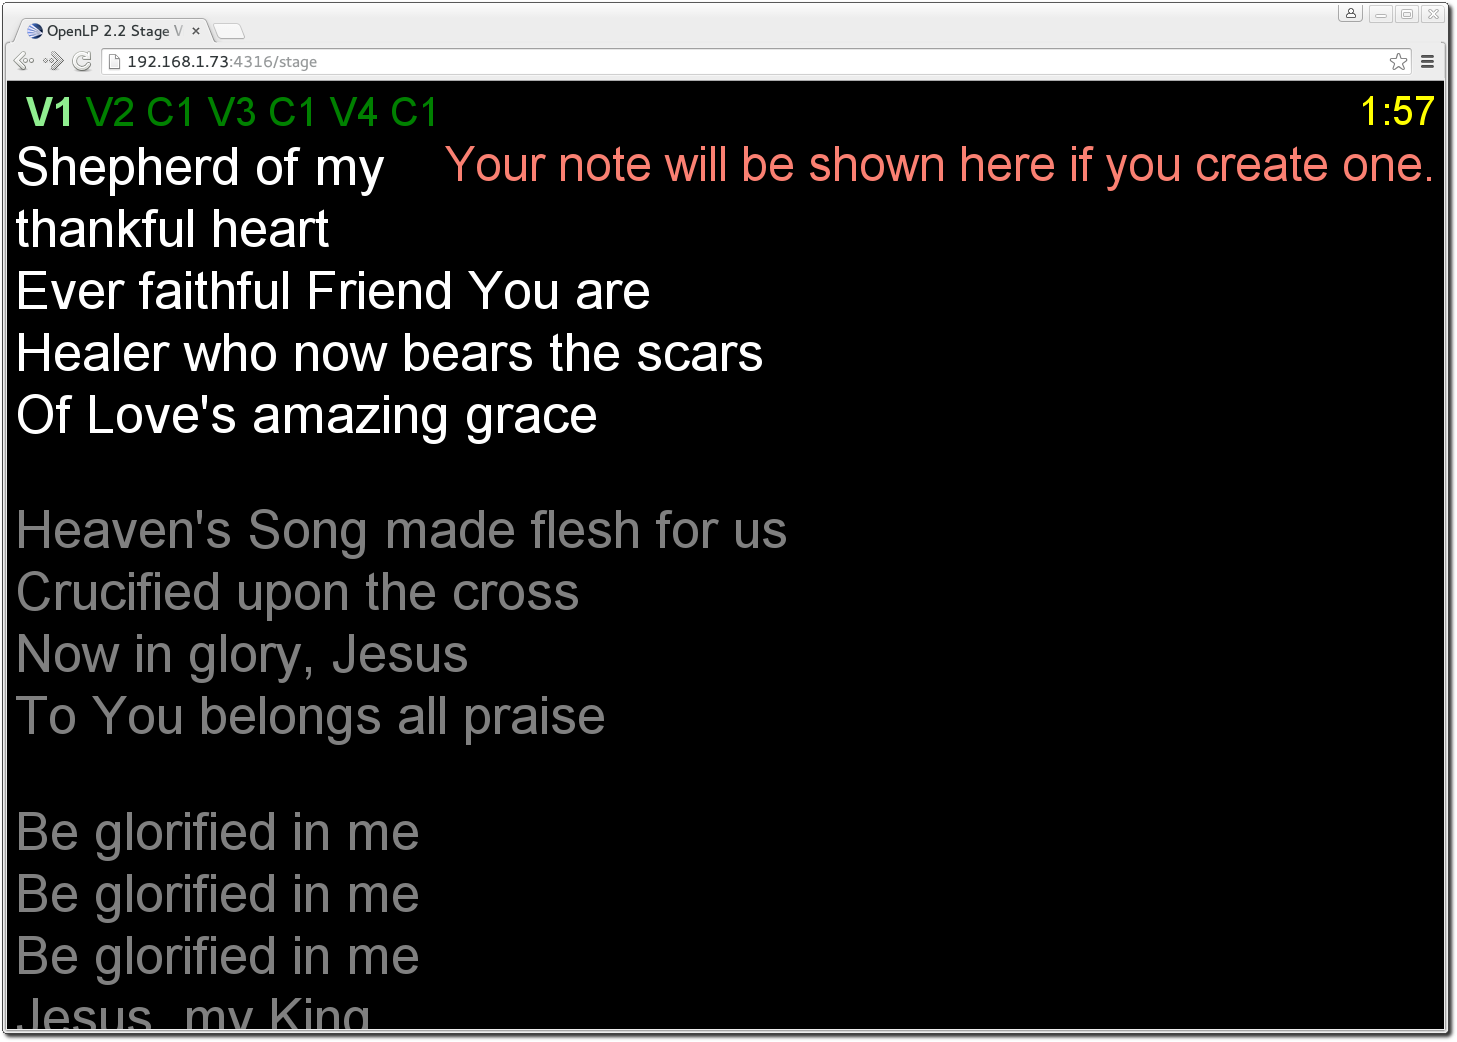 OpenLP 2.2 Stage V
192.168.1.73:4316/stage
V1 V2 C1 V3 C1 V4 C1
1:57
Your note will be shown here if you create one.
Shepherd of my
thankful heart
Ever faithful Friend You are
Healer who now bears the scars
Of Love's amazing grace
Heaven's Song made flesh for us
Crucified upon the cross
Now in glory, Jesus
To You belongs all praise
Be glorified in me
Be glorified in me
Be glorified in me
Jesus, my King